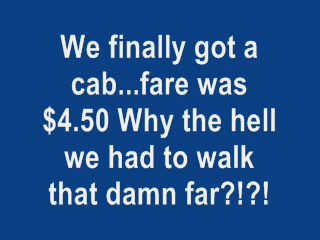 We finally got a
cab...fare was
$4.50 Why the hell
we had to walk
that damn far?!?!